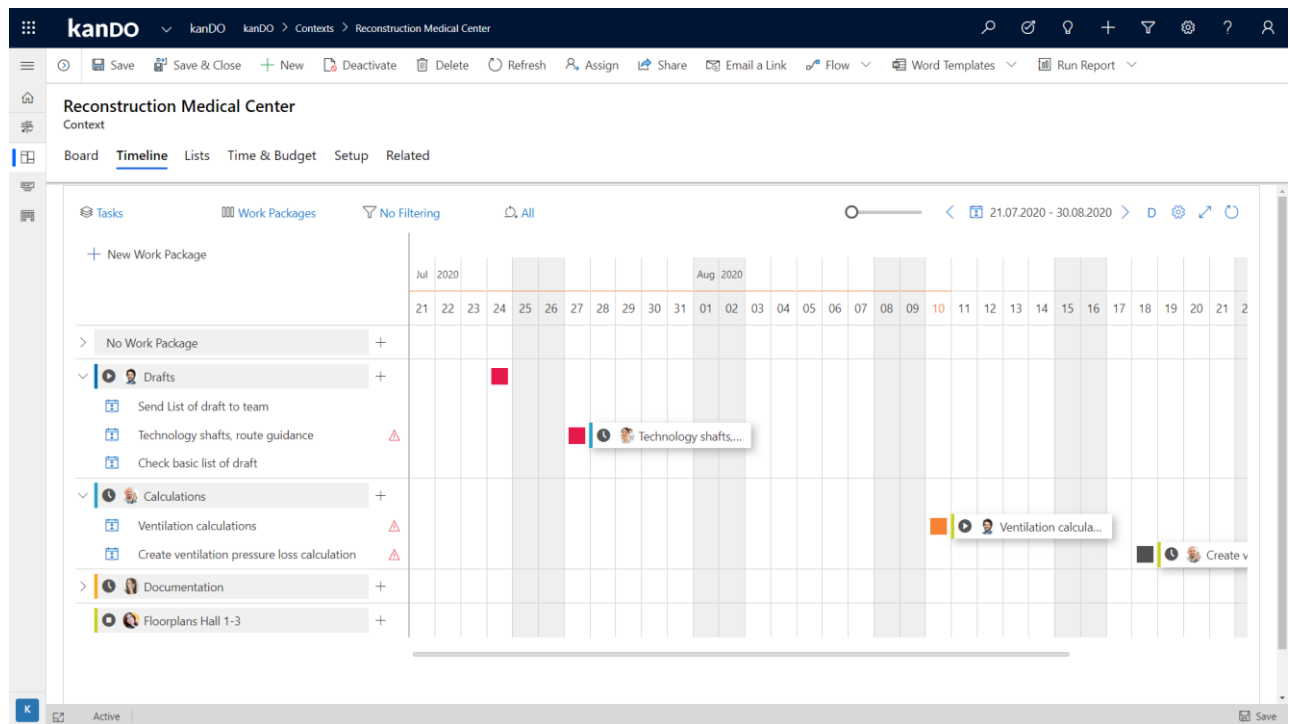 kanDO kanDO kanDO > Contexts > Reconstruction Medical Center
Save Save & Close New Deactivate Delete Refresh Assign Share Email a Link Flow Word Templates Run Report
Reconstruction Medical Center
Context
Board Timeline Lists Time & Budget Setup Related
Tasks Work Packages No Filtering All 21.07.2020 - 30.08.2020 D
New Work Package
Jul 2020 Aug 2020
21 22 23 24 25 26 27 28 29 30 31 01 02 03 04 05 06 07 08 09 10 11 12 13 14 15 16 17 18 19 20 21 2
No Work Package
Drafts
Send List of draft to team
Technology shafts, route guidance Technology shafts,...
Check basic list of draft
Calculations
Ventilation calculations Ventilation calcula...
Create ventilation pressure loss calculation Create v
Documentation
Floorplans Hall 1-3
K Active Save